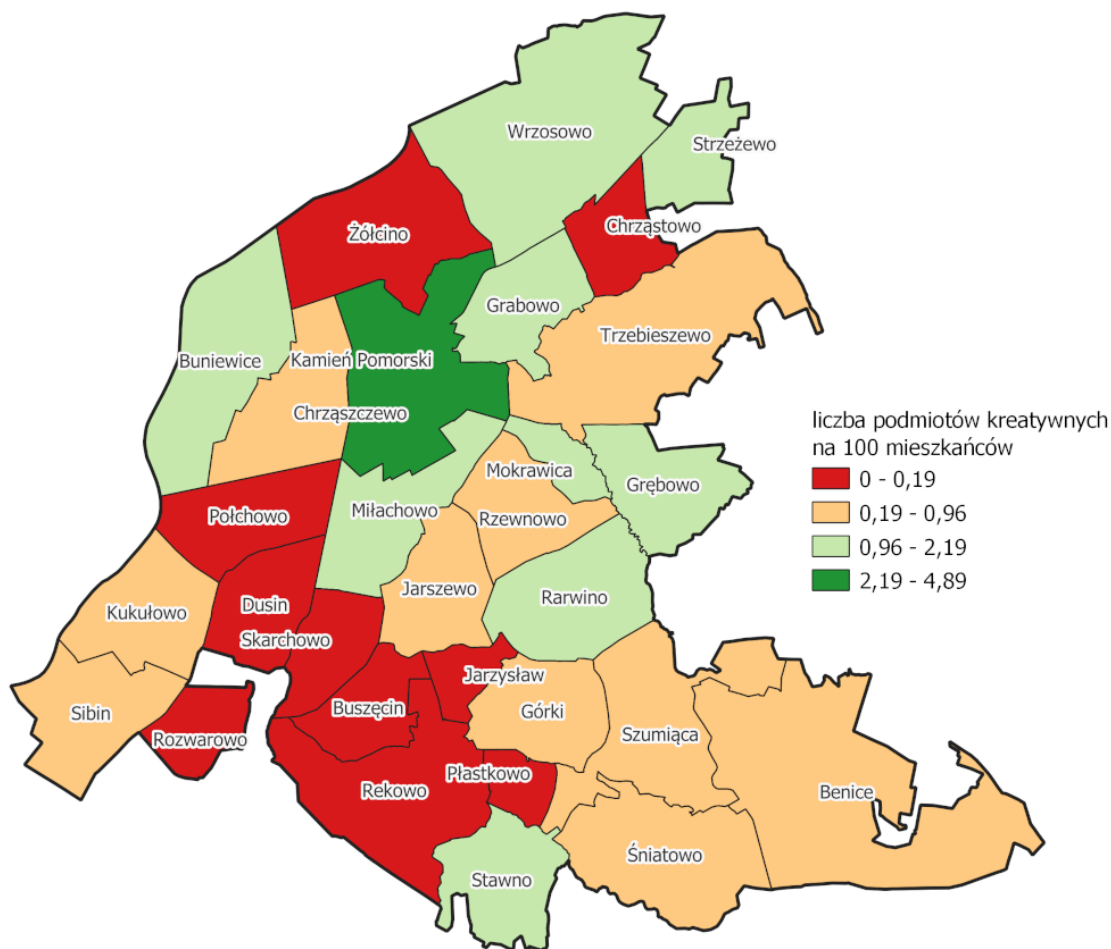 Wrzosowo
Strzeżewo
Chrząstowo
Żółcino
Grabowo
Trzebieszewo
Buniewice
Kamień Pomorski
Chrząszczewo
liczba podmiotów kreatywnych
na 100 mieszkańców
0 - 0,19
0,19 - 0,96
0,96 - 2,19
2,19 - 4,89
Mokrawica
Grębowo
Połchowo
Miłachowo
Rzewnowo
Jarszewo
Rarwino
Dusin
Kukułowo
Skarchowo
Jarzysław
Buszęcin
Górki
Sibin
Szumiąca
Rozwarowo
Płastkowo
Rekowo
Benice
Śniatowo
Stawno